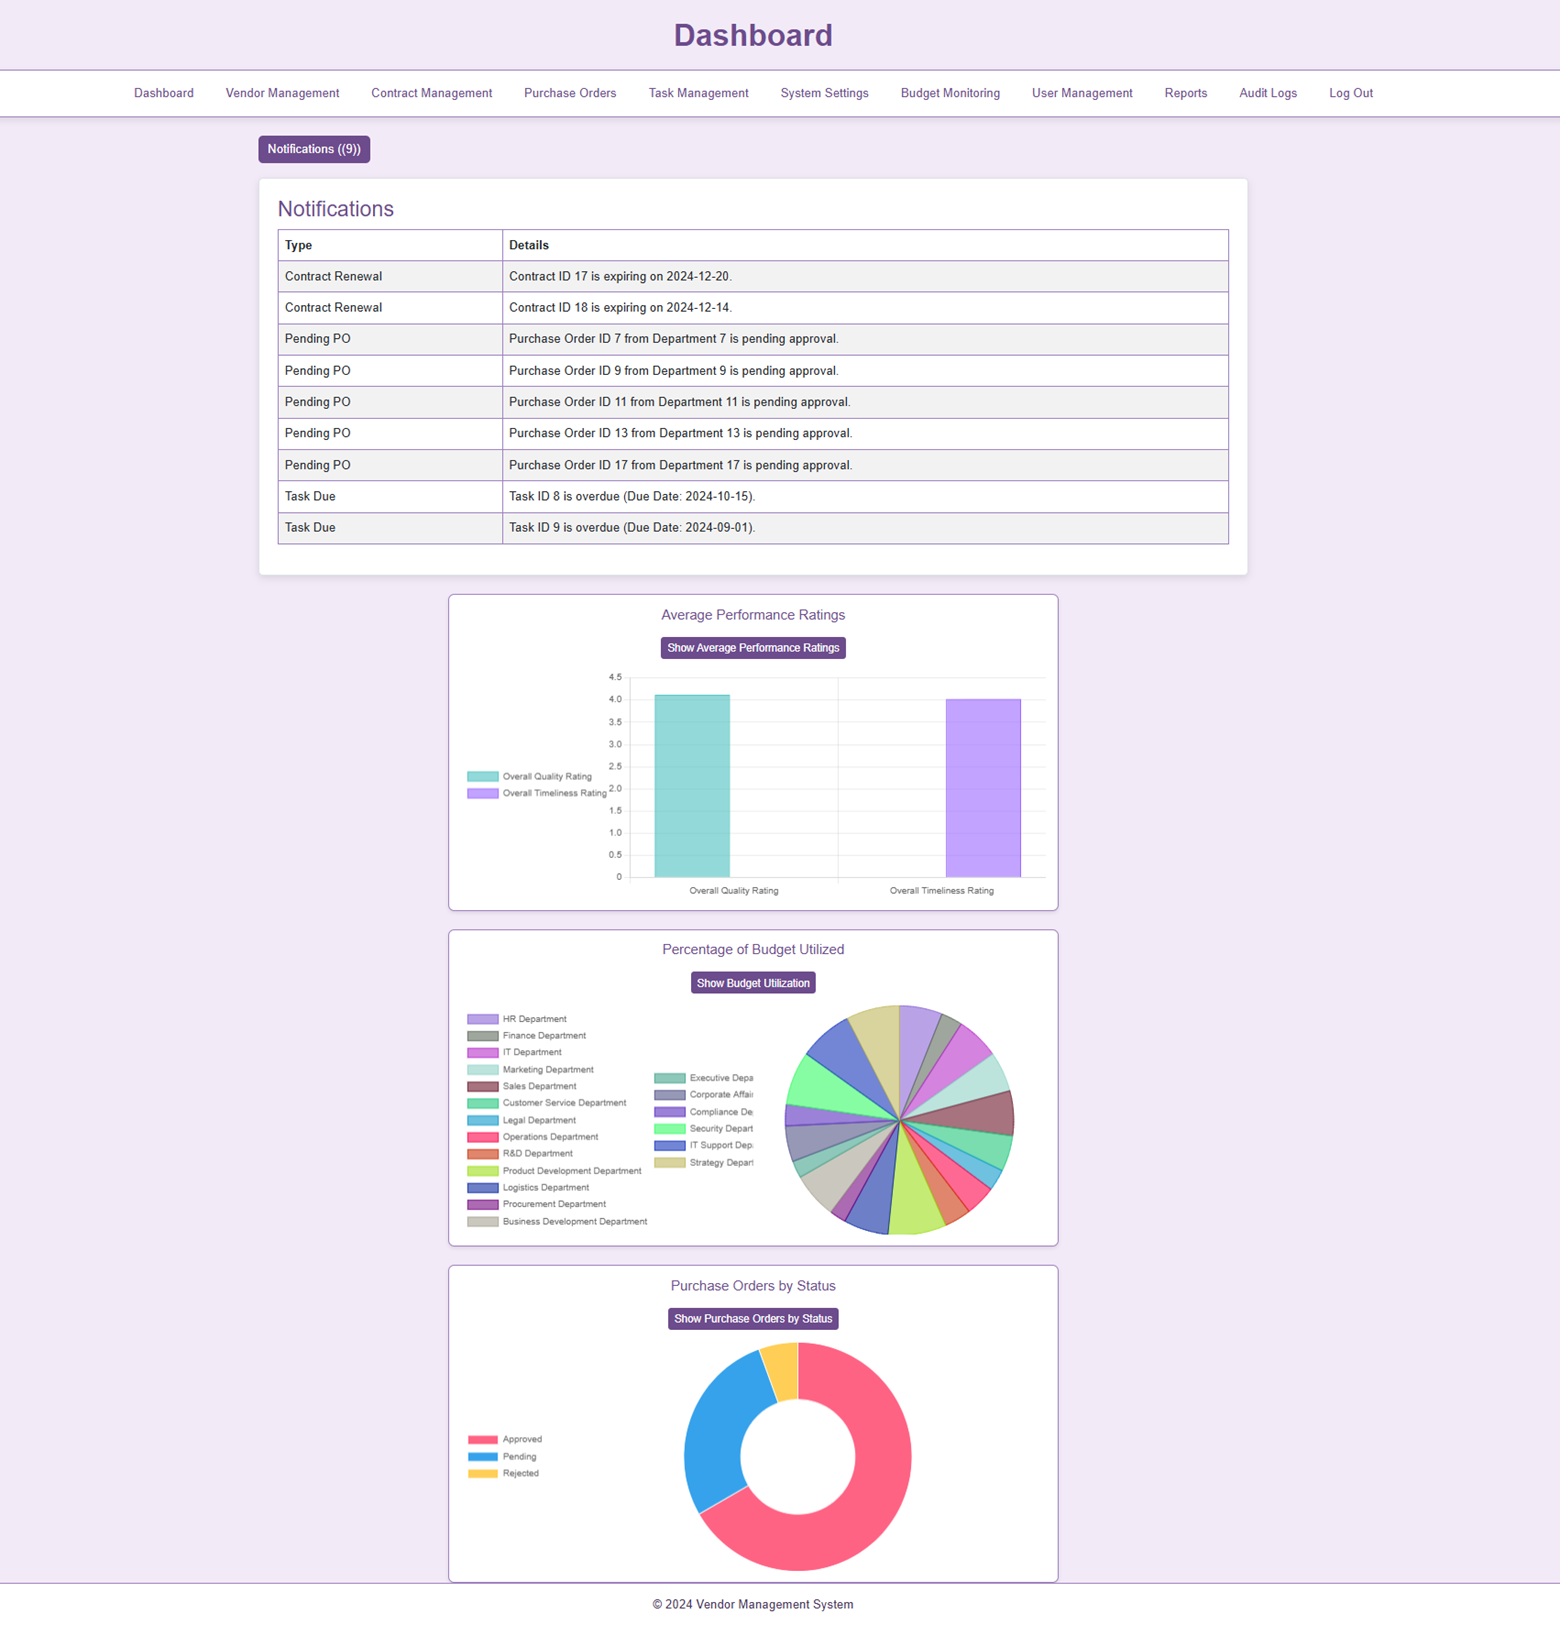 Dashboard
Dashboard Vendor Management Contract Management Purchase Orders Task Management System Settings Budget Monitoring User Management Reports Audit Logs Log Out
Notifications ((9))
Notifications
Type Details
Contract Renewal Contract ID 17 is expiring on 2024-12-20.
Contract Renewal Contract ID 18 is expiring on 2024-12-14.
Pending PO Purchase Order ID 7 from Department 7 is pending approval.
Pending PO Purchase Order ID 9 from Department 9 is pending approval.
Pending PO Purchase Order ID 11 from Department 11 is pending approval.
Pending PO Purchase Order ID 13 from Department 13 is pending approval.
Pending PO Purchase Order ID 17 from Department 17 is pending approval.
Task Due Task ID 8 is overdue (Due Date: 2024-10-15).
Task Due Task ID 9 is overdue (Due Date: 2024-09-01).
Average Performance Ratings
Show Average Performance Ratings
Overall Quality Rating
Overall Timeliness Rating
4.5
4.0
3.5
3.0
2.5
2.0
1.5
1.0
0.5
0
Overall Quality Rating Overall Timeliness Rating
Percentage of Budget Utilized
Show Budget Utilization
HR Department
Finance Department
IT Department
Marketing Department
Sales Department
Customer Service Department
Legal Department
Operations Department
R&D Department
Product Development Department
Logistics Department
Procurement Department
Business Development Department
Executive Depa
Corporate Affair
Compliance De
Security Depart
IT Support Dep
Strategy Depart
Purchase Orders by Status
Show Purchase Orders by Status
Approved
Pending
Rejected
© 2024 Vendor Management System